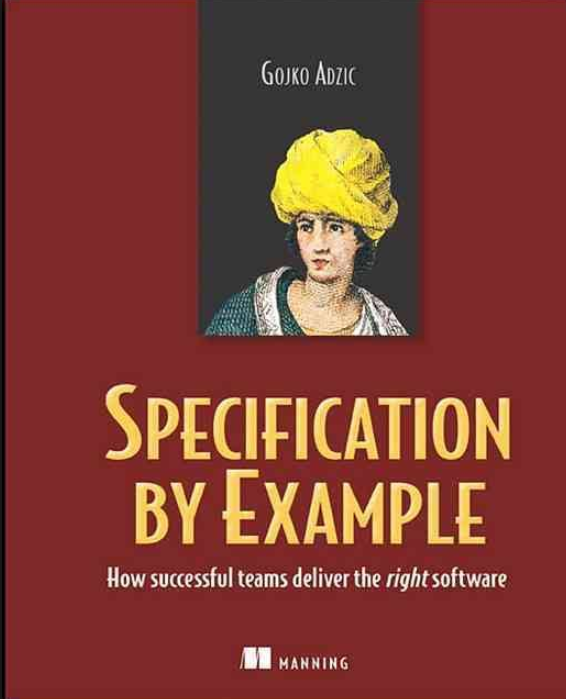 GOJKO ADZIC
SPECIFICATION
BY EXAMPLE
How successful teams deliver the right software
MANNING